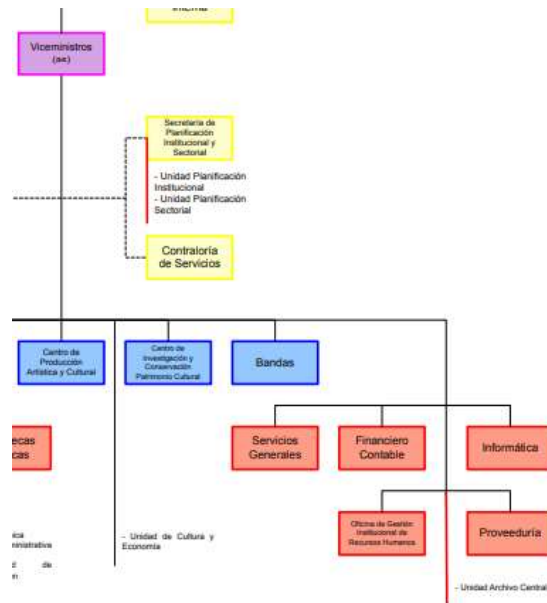 Viceministros
Secretaría de
Planificación
Institucional y
Sectorial
- Unidad Planificación
Institucional
- Unidad Planificación
Sectorial
Contraloría
de Servicios
Centro de
Producción
Artística y Cultural
Centro de
Investigación y
Conservación
Patrimonio Cultural
Bandas
ecas
cas
Servicios
Generales
Financiero
Contable
Informática
Oficina de Gestión
Institucional de
Recursos Humanos
Proveeduría
- Unidad de Cultura y
Economía
- Unidad Archivo Central